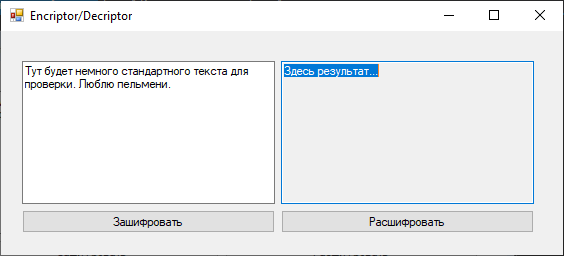 Encriptor/Decriptor
Тут будет немного стандартного текста для
проверки. Люблю пельмени.
Здесь результат...
Зашифровать
Расшифровать